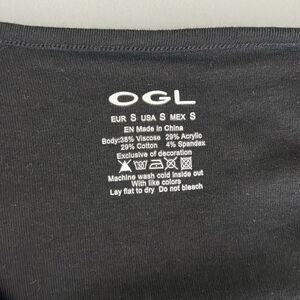 OGL
EUR S USA S MEX S
EN Made in China
Body:38% Viscose 29% Acrylic
29% Cotton 4% Spandex
Exclusive of decoration
Machine wash cold inside out
With like colors
Lay flat to dry Do not bleach